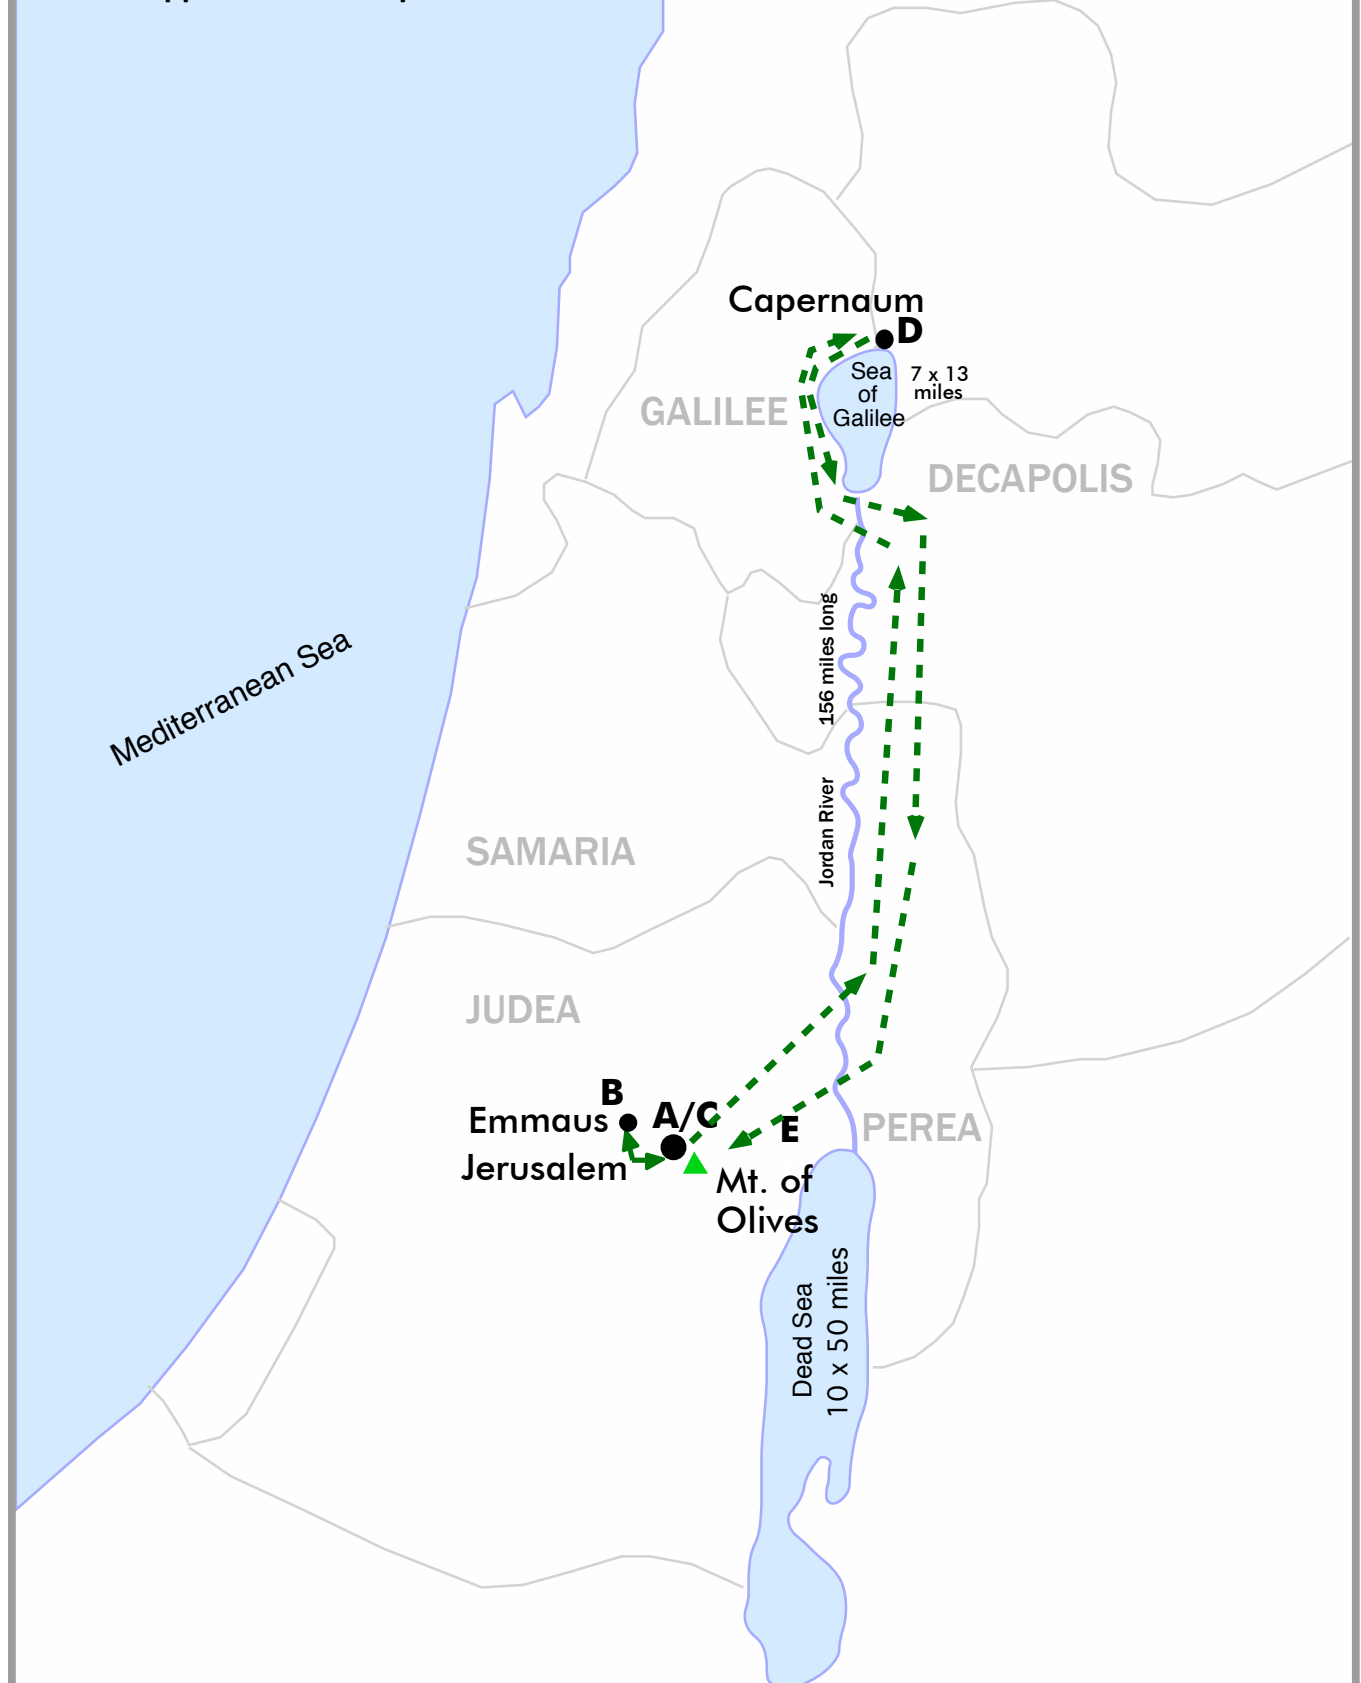 Capernaum
D
Sea
of
Galilee
7 x 13
miles
GALILEE
DECAPOLIS
156 miles long
Mediterranean Sea
Jordan River
SAMARIA
JUDEA
B
A/C
Emmaus
E
PEREA
Jerusalem
Mt. of
Olives
Dead Sea
10 x 50 miles